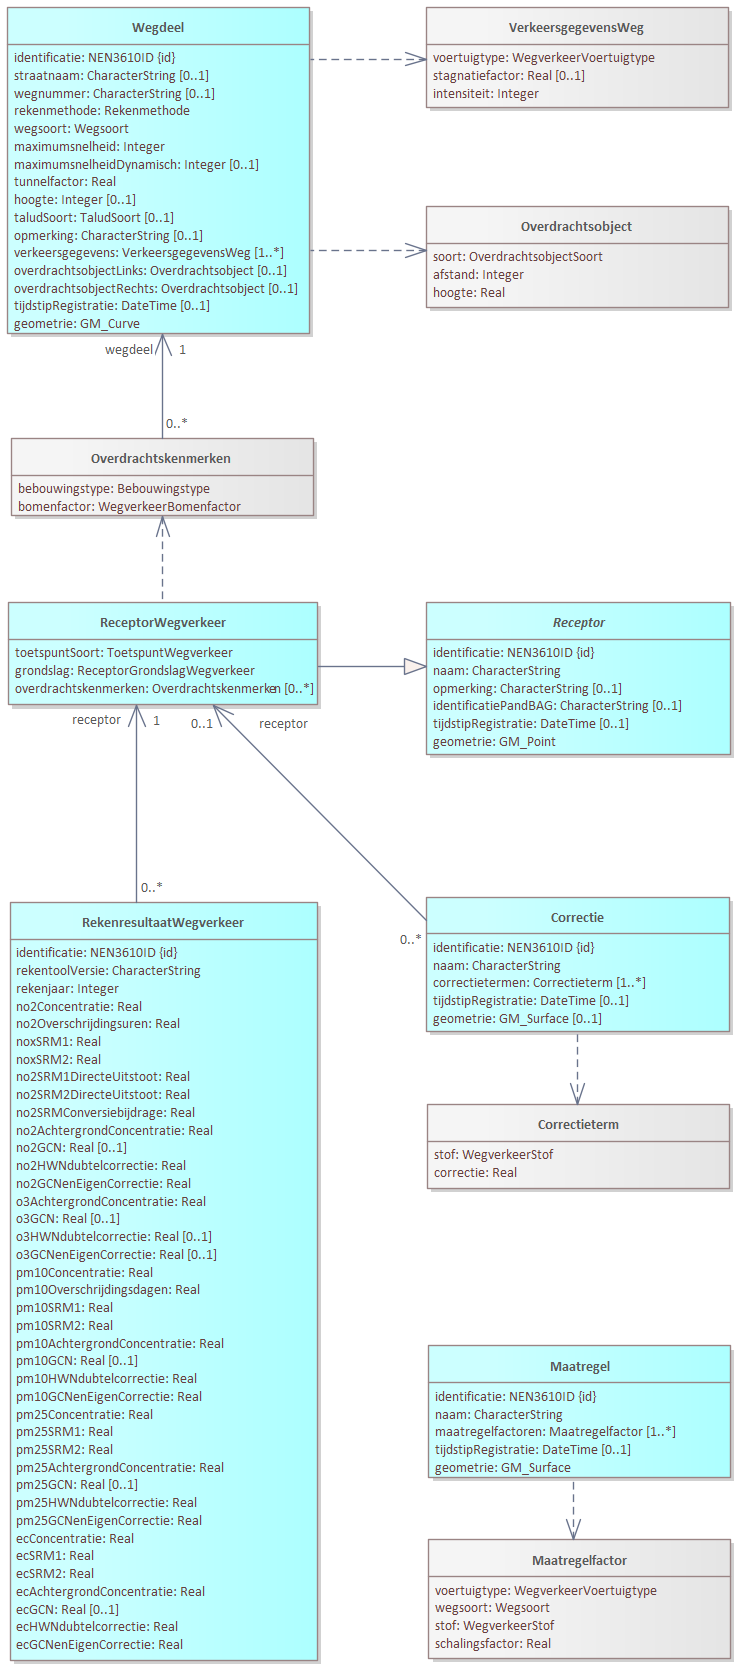 Wegdeel
identificatie: NEN3610ID {id}
straatnaam: CharacterString [0..1]
wegnummer: CharacterString [0..1]
rekenmethode: Rekenmethode
wegsoort: Wegsoort
maximumsnelheid: Integer
maximumsnelheidDynamisch: Integer [0..1]
tunnelfactor: Real
hoogte: Integer [0..1]
taludSoort: TaludSoort [0..1]
opmerking: CharacterString [0..1]
verkeersgegevens: VerkeersgegevensWeg [1..*]
overdrachtsobjectLinks: Overdrachtsobject [0..1]
overdrachtsobjectRechts: Overdrachtsobject [0..1]
tijdstipRegistratie: DateTime [0..1]
geometrie: GM_Curve
VerkeersgegevensWeg
voertuigtype: WegverkeerVoertuigtype
stagnatiefactor: Real [0..1]
intensiteit: Integer
Overdrachtsobject
soort: OverdrachtsobjectSoort
afstand: Integer
hoogte: Real
wegdeel 1
0..*
Overdrachtskenmerken
bebouwingstype: Bebouwingstype
bomenfactor: WegverkeerBomenfactor
ReceptorWegverkeer
toetspuntSoort: ToetspuntWegverkeer
grondslag: ReceptorGrondslagWegverkeer
overdrachtskenmerken: Overdrachtskenmerken [0..*]
Receptor
identificatie: NEN3610ID {id}
naam: CharacterString
opmerking: CharacterString [0..1]
identificatiePandBAG: CharacterString [0..1]
tijdstipRegistratie: DateTime [0..1]
geometrie: GM_Point
receptor 1
0..1 receptor
0..*
0..*
RekenresultaatWegverkeer
identificatie: NEN3610ID {id}
rekentoolVersie: CharacterString
rekenjaar: Integer
no2Concentratie: Real
no2Overschrijdingsuren: Real
noxSRM1: Real
noxSRM2: Real
no2SRM1DirecteUitstoot: Real
no2SRM2DirecteUitstoot: Real
no2SRMConversiebijdrage: Real
no2AchtergrondConcentratie: Real
no2GCN: Real [0..1]
no2HWNdubtelcorrectie: Real
no2GCNenEigenCorrectie: Real
o3AchtergrondConcentratie: Real
o3GCN: Real [0..1]
o3HWNdubtelcorrectie: Real [0..1]
o3GCNenEigenCorrectie: Real [0..1]
pm10Concentratie: Real
pm10Overschrijdingsdagen: Real
pm10SRM1: Real
pm10SRM2: Real
pm10AchtergrondConcentratie: Real
pm10GCN: Real [0..1]
pm10HWNdubtelcorrectie: Real
pm10GCNenEigenCorrectie: Real
pm25Concentratie: Real
pm25SRM1: Real
pm25SRM2: Real
pm25AchtergrondConcentratie: Real
pm25GCN: Real [0..1]
pm25HWNdubtelcorrectie: Real
pm25GCNenEigenCorrectie: Real
ecConcentratie: Real
ecSRM1: Real
ecSRM2: Real
ecAchtergrondConcentratie: Real
ecGCN: Real [0..1]
ecHWNdubtelcorrectie: Real
ecGCNenEigenCorrectie: Real
Correctie
identificatie: NEN3610ID {id}
naam: CharacterString
correctietermen: Correctieterm [1..*]
tijdstipRegistratie: DateTime [0..1]
geometrie: GM_Surface [0..1]
Correctieterm
stof: WegverkeerStof
correctie: Real
Maatregel
identificatie: NEN3610ID {id}
naam: CharacterString
maatregelfactoren: Maatregelfactor [1..*]
tijdstipRegistratie: DateTime [0..1]
geometrie: GM_Surface
Maatregelfactor
voertuigtype: WegverkeerVoertuigtype
wegsoort: Wegsoort
stof: WegverkeerStof
schalingsfactor: Real